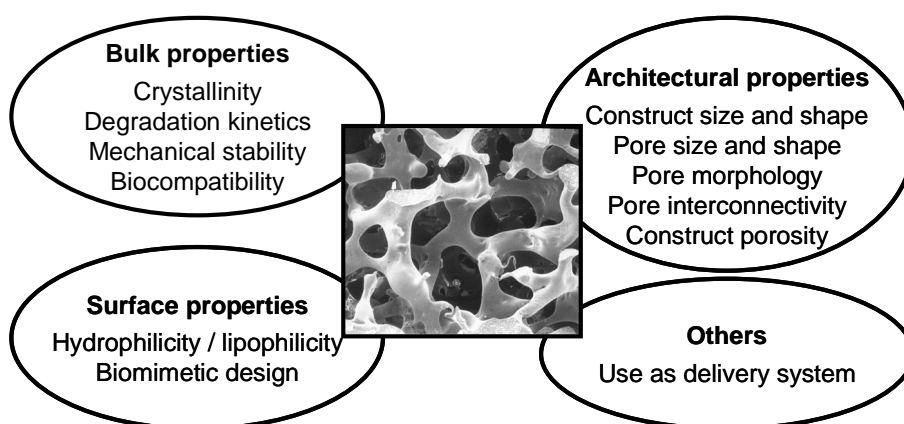 Bulk properties
Crystallinity
Degradation kinetics
Mechanical stability
Biocompatibility
Architectural properties
Construct size and shape
Pore size and shape
Pore morphology
Pore interconnectivity
Construct porosity
Surface properties
Hydrophilicity / lipophilicity
Biomimetic design
Others
Use as delivery system